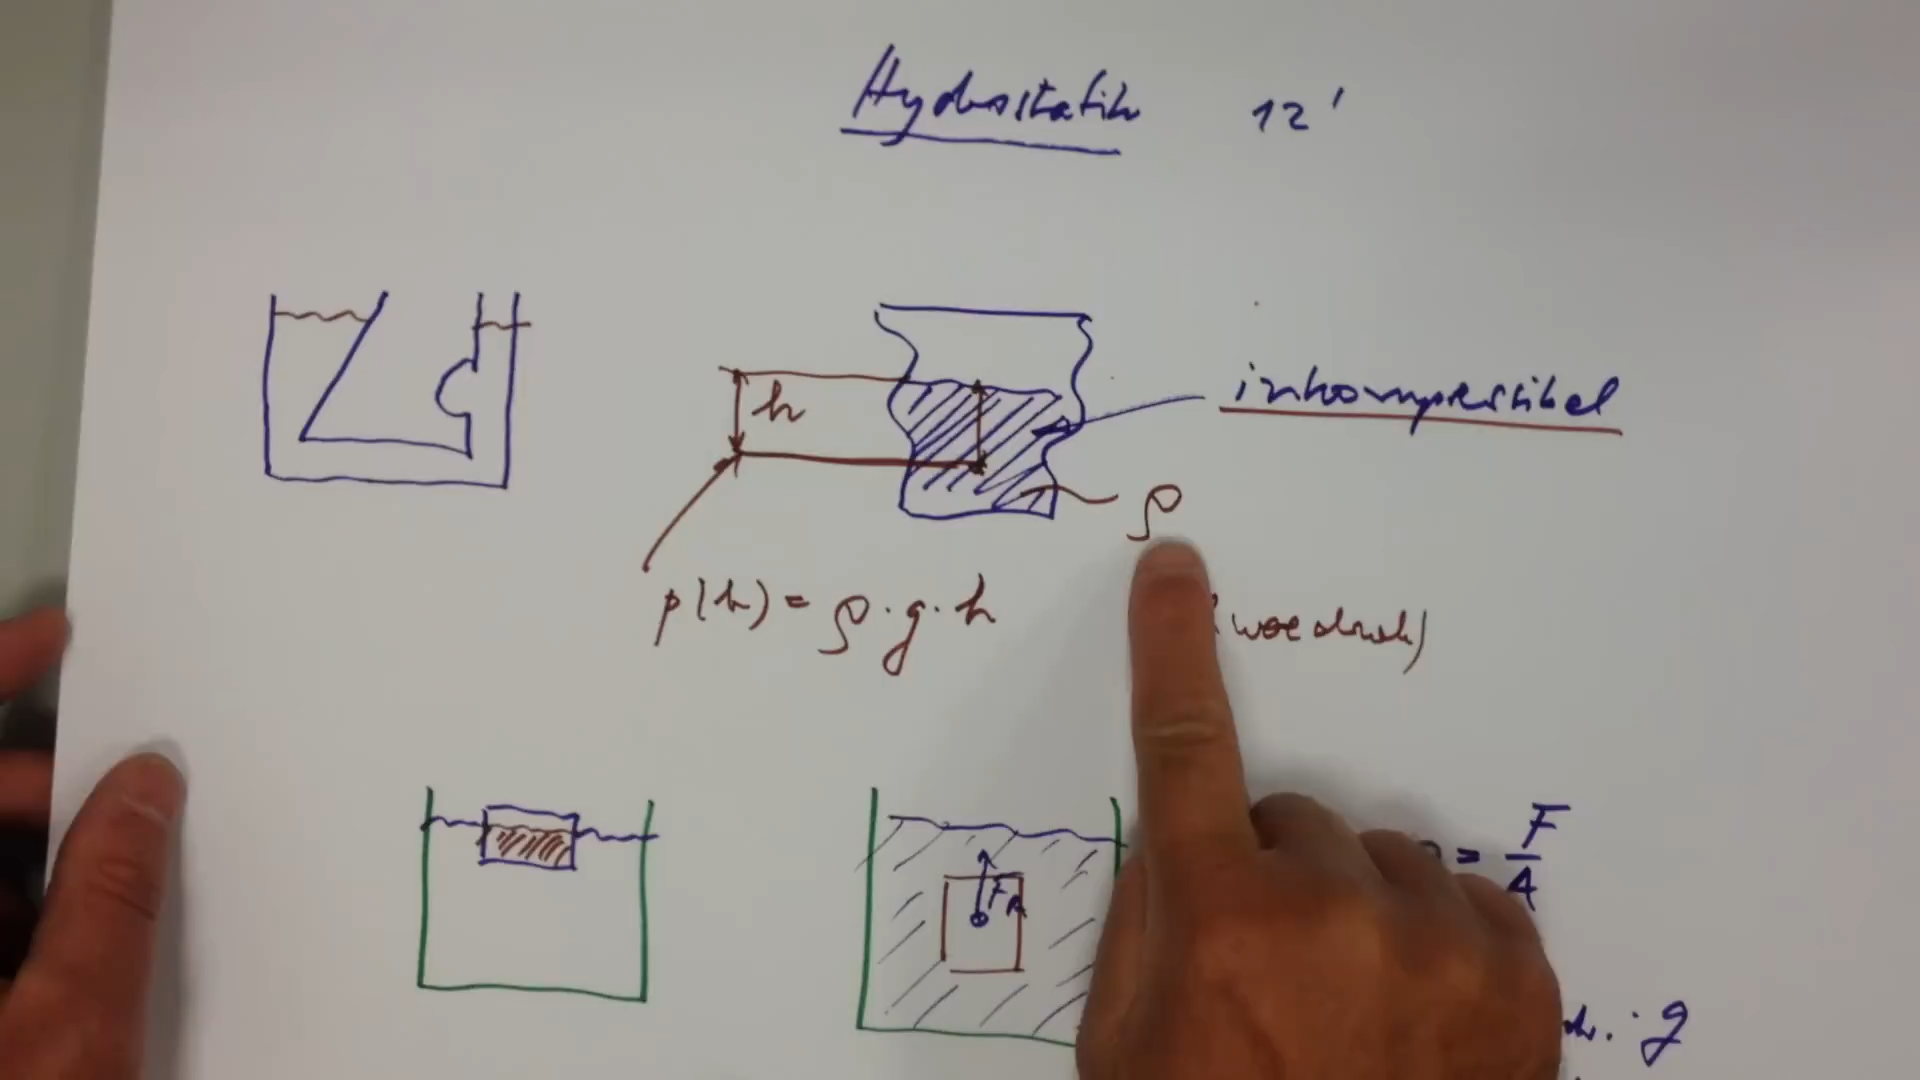 Hydrostatik 12'
h
inkompressibel
ρ
p(h) = ρ · g · h
F_A
= F/A
· g